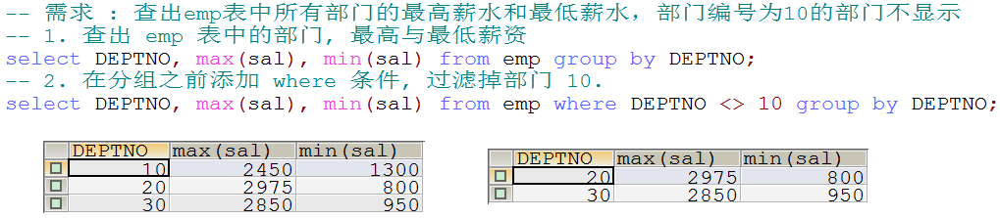 -- 需求 : 查出emp表中所有部门的最高薪水和最低薪水，部门编号为10的部门不显示
-- 1. 查出 emp 表中的部门, 最高与最低薪资
select DEPTNO, max(sal), min(sal) from emp group by DEPTNO;
-- 2. 在分组之前添加 where 条件, 过滤掉部门 10.
select DEPTNO, max(sal), min(sal) from emp where DEPTNO <> 10 group by DEPTNO;
DEPTNO max(sal) min(sal)
10 2450 1300
20 2975 800
30 2850 950
DEPTNO max(sal) min(sal)
20 2975 800
30 2850 950